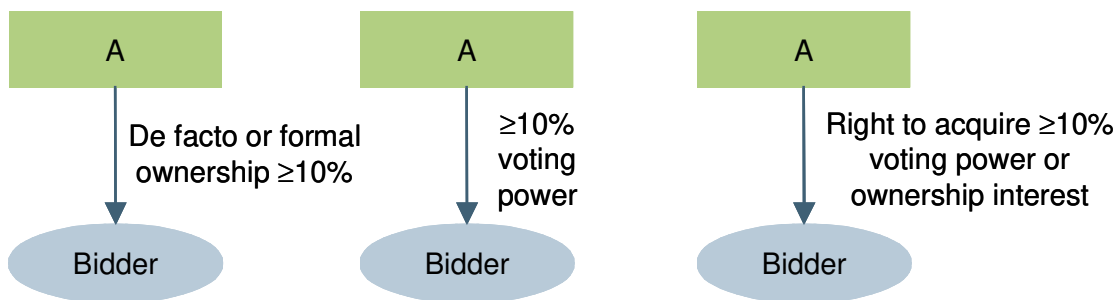 A
A
A
De facto or formal
ownership ≥10%
≥10%
voting
power
Right to acquire ≥10%
voting power or
ownership interest
Bidder
Bidder
Bidder